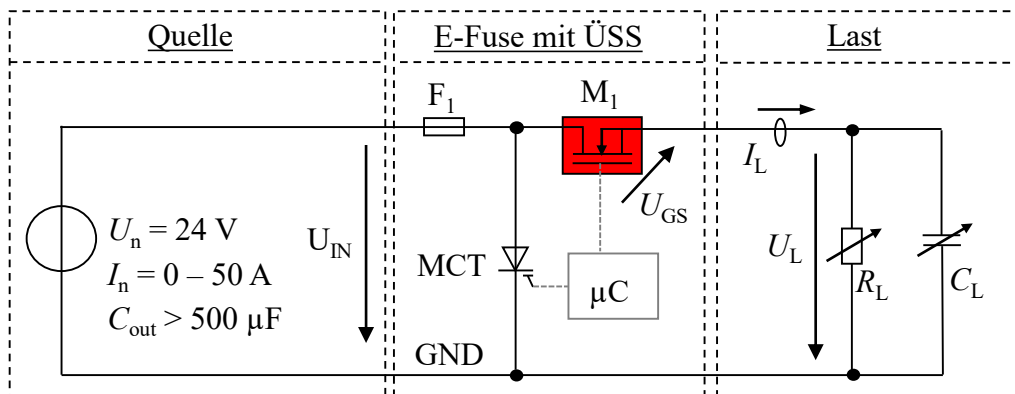 Quelle
E-Fuse mit ÜSS
Last
F1
M1
IL
UGS
Un = 24 V
In = 0 – 50 A
Cout > 500 µF
UIN
MCT
µC
UL
RL
CL
GND